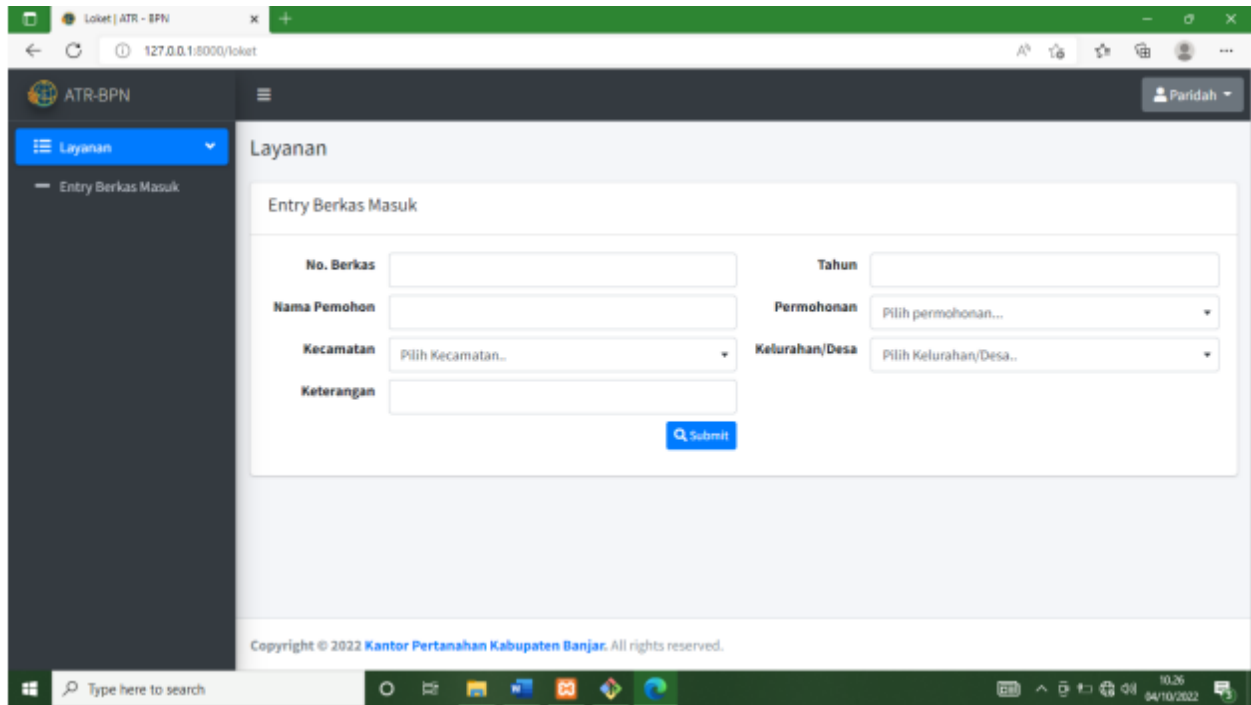 Loket | ATR - BPN
127.0.0.1:8000/loket
ATR-BPN
Paridah
Layanan
Entry Berkas Masuk
Layanan
Entry Berkas Masuk
No. Berkas
Tahun
Nama Pemohon
Permohonan
Pilih permohonan...
Kecamatan
Pilih Kecamatan..
Kelurahan/Desa
Pilih Kelurahan/Desa..
Keterangan
Submit
Copyright © 2022 Kantor Pertanahan Kabupaten Banjar. All rights reserved.
Type here to search
10.26
04/10/2022